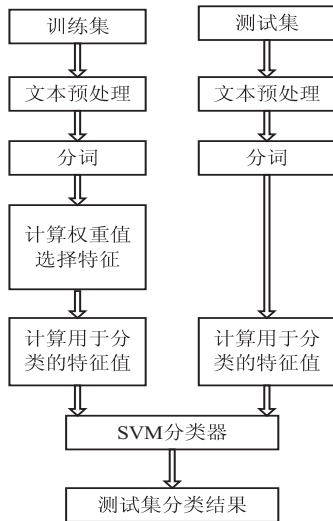 训练集
文本预处理
分词
计算权重值
选择特征
计算用于分
类的特征值
测试集
文本预处理
分词
计算用于分
类的特征值
SVM分类器
测试集分类结果